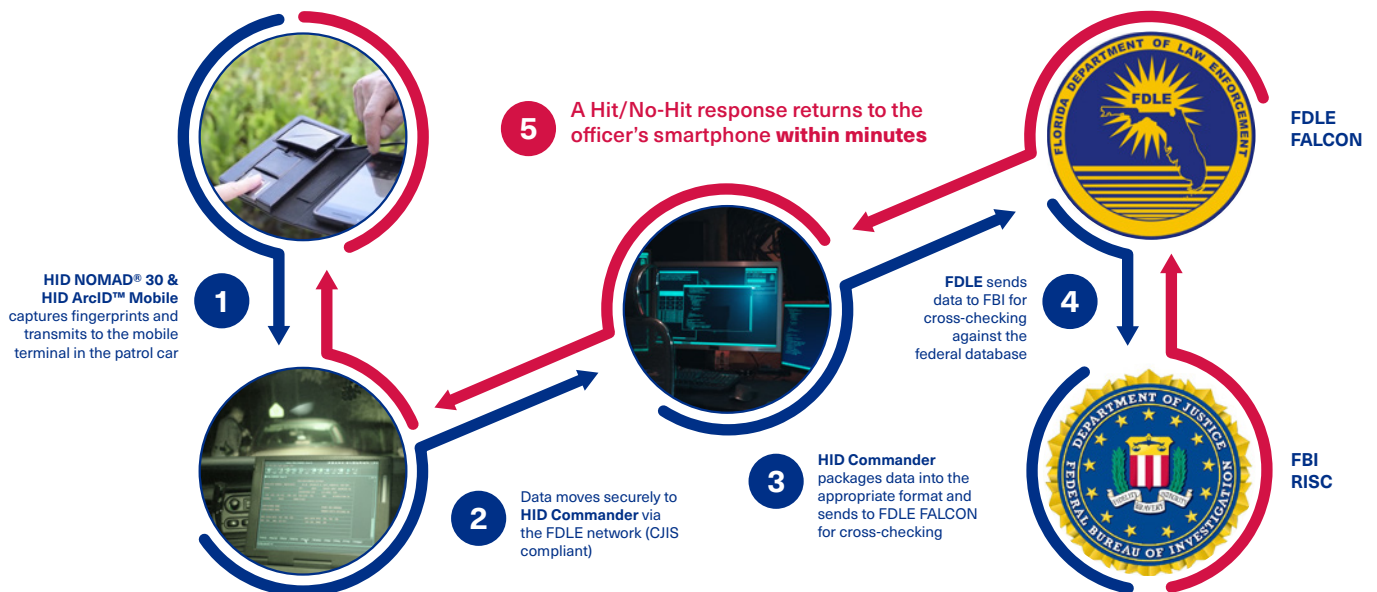 5
A Hit/No-Hit response returns to the
officer's smartphone within minutes
FLORIDA DEPARTMENT OF LAW ENFORCEMENT
FDLE
FDLE
FALCON
HID NOMAD® 30 &
HID ArcID™ Mobile
captures fingerprints and
transmits to the mobile
terminal in the patrol car
1
FDLE sends
data to FBI for
cross-checking
against the
federal database
4
2
Data moves securely to
HID Commander via
the FDLE network (CJIS
compliant)
3
HID Commander
packages data into the
appropriate format and
sends to FDLE FALCON
for cross-checking
DEPARTMENT OF JUSTICE
FEDERAL BUREAU OF INVESTIGATION
FIDELITY
BRAVERY
INTEGRITY
FBI
RISC